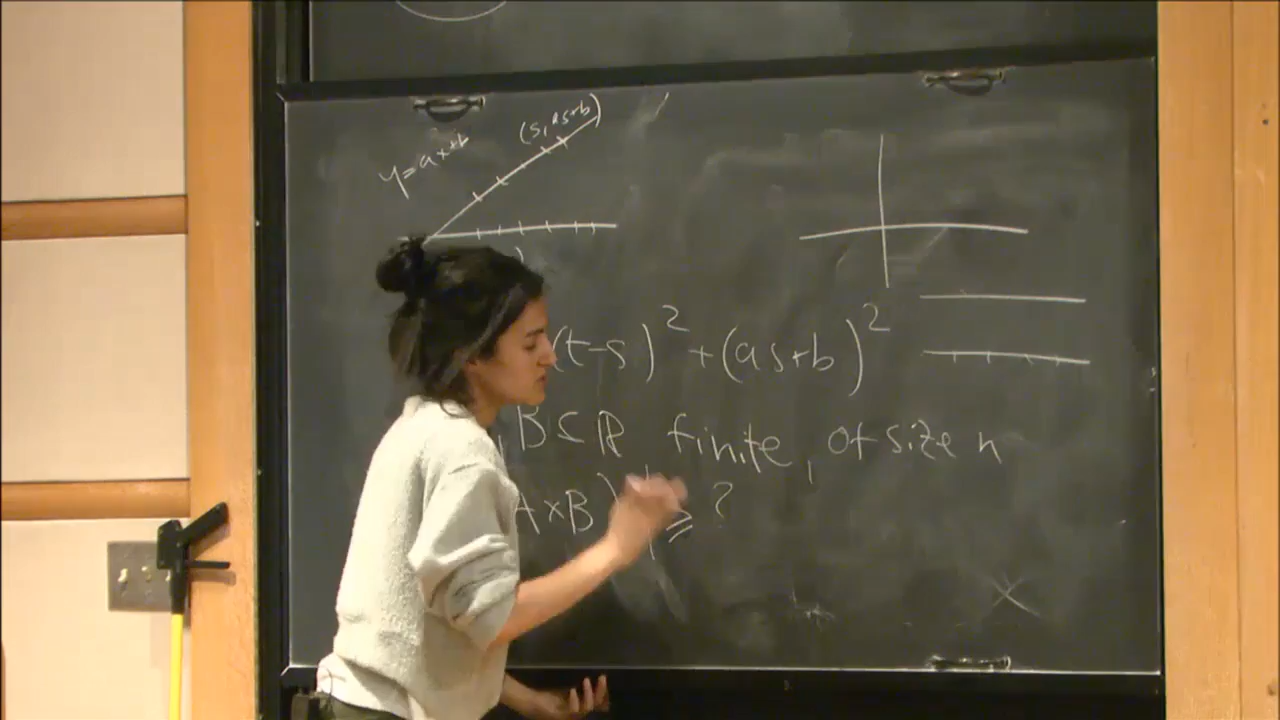 y=ax+b
(s, as+b)
(t-s)² + (as+b)²
, B ⊆ ℝ finite, of size n
A×B)| ≥ ?